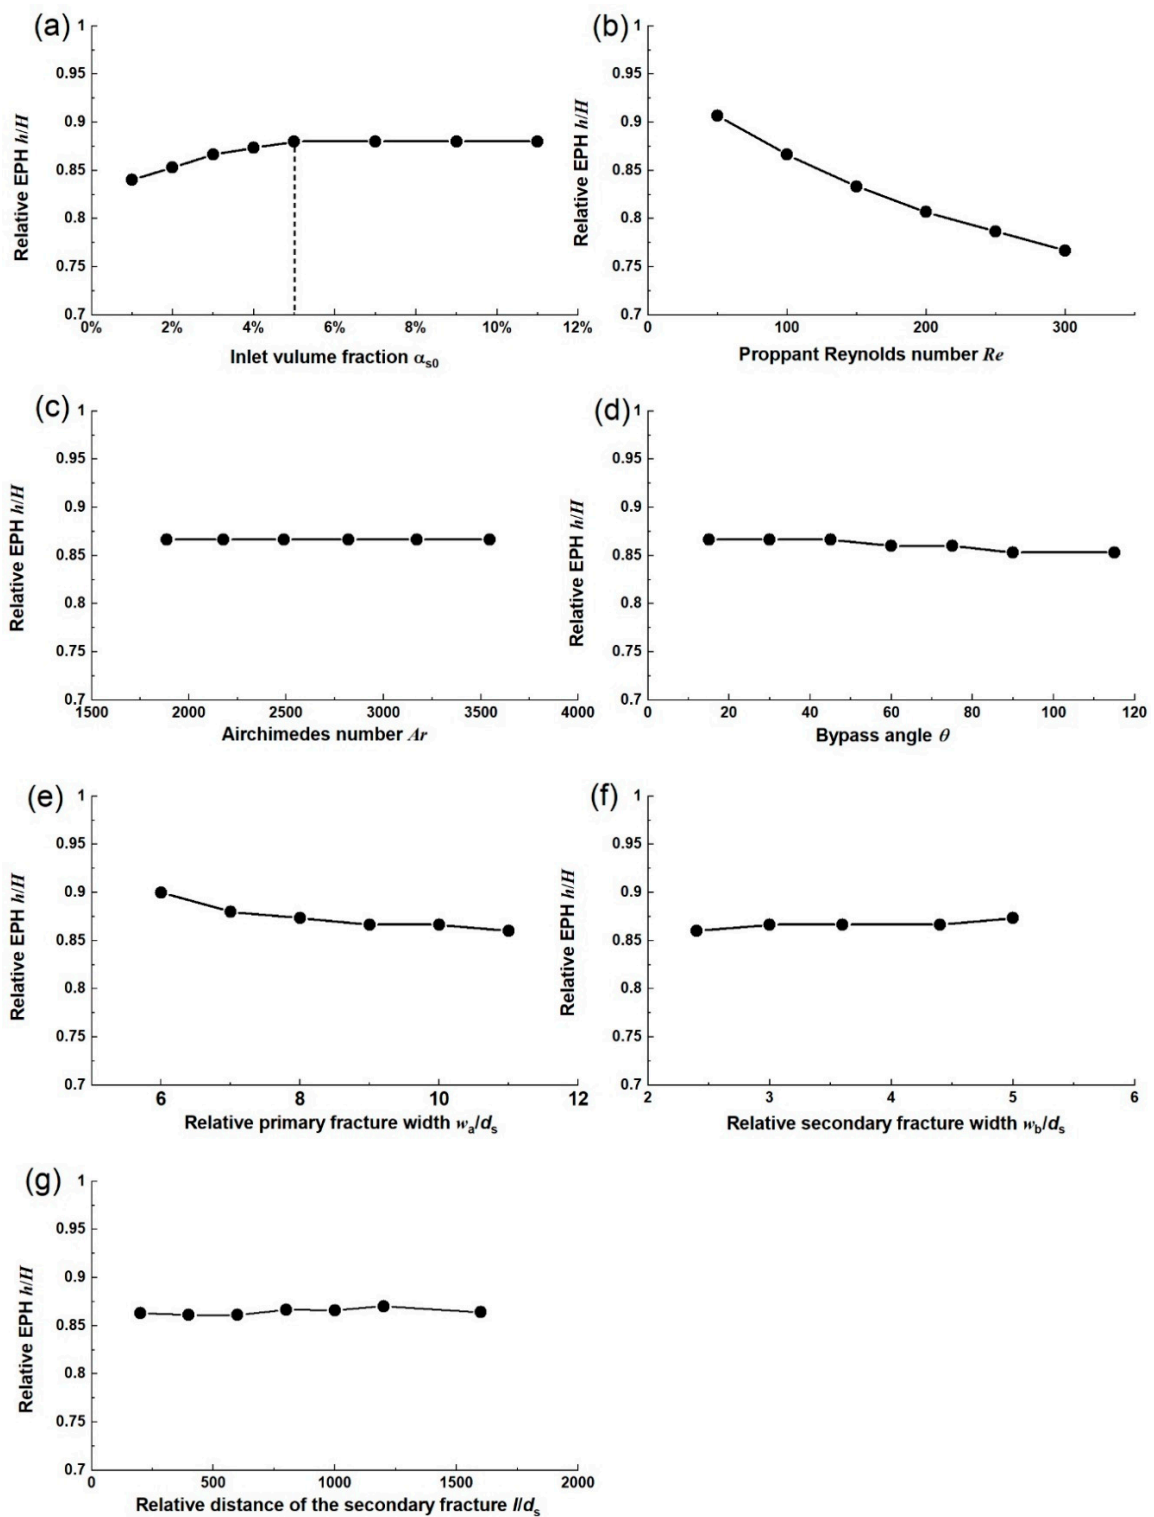 (a)
1
0.95
0.9
0.85
0.8
0.75
0.7
Relative EPH h/H
0% 2% 4% 6% 8% 10% 12%
Inlet vulume fraction αs0
(b)
1
0.95
0.9
0.85
0.8
0.75
0.7
Relative EPH h/H
0 100 200 300
Proppant Reynolds number Re
(c)
1
0.95
0.9
0.85
0.8
0.75
0.7
Relative EPH h/H
1500 2000 2500 3000 3500 4000
Airchimedes number Ar
(d)
1
0.95
0.9
0.85
0.8
0.75
0.7
Relative EPH h/H
0 20 40 60 80 100 120
Bypass angle θ
(e)
1
0.95
0.9
0.85
0.8
0.75
0.7
Relative EPH h/H
6 8 10 12
Relative primary fracture width wa/ds
(f)
1
0.95
0.9
0.85
0.8
0.75
0.7
Relative EPH h/H
2 3 4 5 6
Relative secondary fracture width wb/ds
(g)
1
0.95
0.9
0.85
0.8
0.75
0.7
Relative EPH h/H
0 500 1000 1500 2000
Relative distance of the secondary fracture l/ds